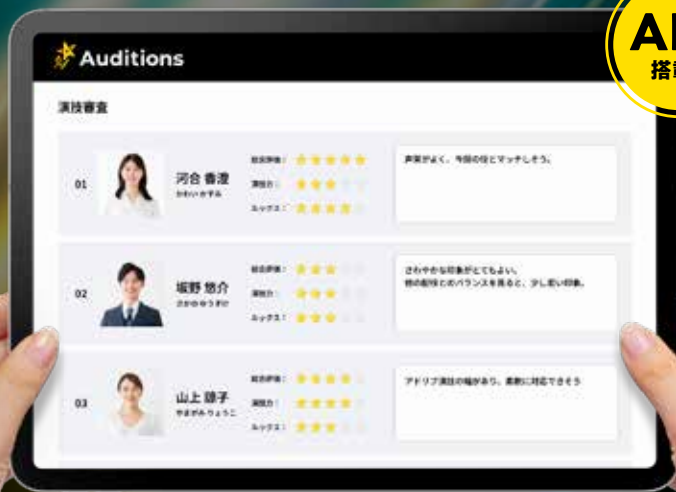 AI
搭載
Auditions
演技審査
01
河合 香澄
かわい かすみ
総合評価：
演技力：
ルックス：
声質がよく、今回の役とマッチしそう。
02
坂野 悠介
さかの ゆうすけ
総合評価：
演技力：
ルックス：
さわやかな印象がとてもよい。
他の配役とのバランスを見ると、少し若い印象。
03
山上 諒子
やまがみ りょうこ
総合評価：
演技力：
ルックス：
アドリブ演技の幅があり、柔軟に対応できそう